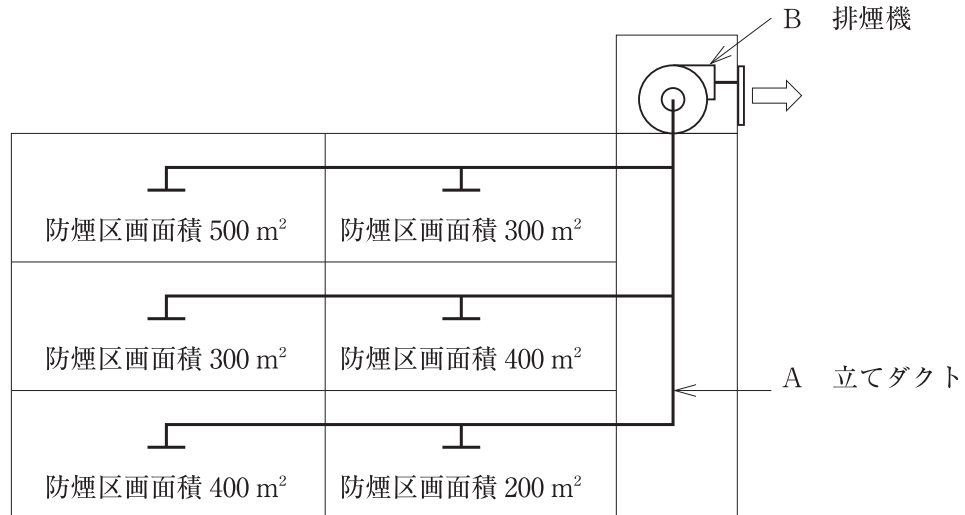 B 排煙機
防煙区画面積 500 m²
防煙区画面積 300 m²
防煙区画面積 300 m²
防煙区画面積 400 m²
A 立てダクト
防煙区画面積 400 m²
防煙区画面積 200 m²